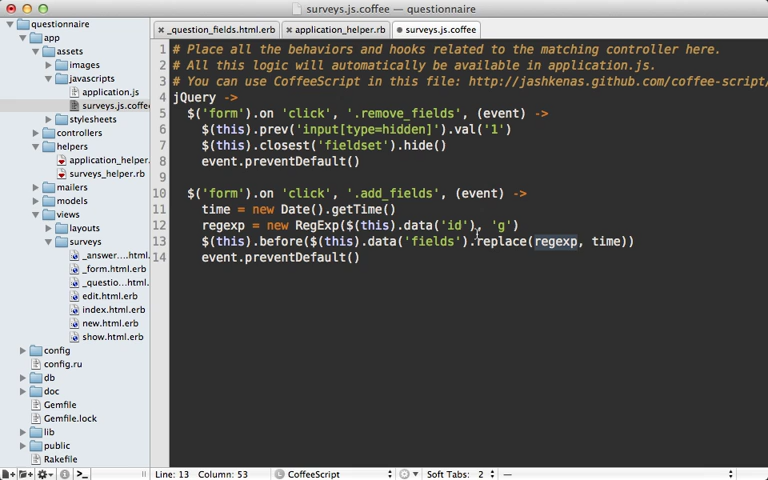 surveys.js.coffee — questionnaire
questionnaire
app
assets
images
javascripts
application.js
surveys.js.coffe
stylesheets
controllers
helpers
application_helper.
surveys_helper.rb
mailers
models
views
layouts
surveys
_answer....html.erb
_form.html.erb
_questio...html.erb
edit.html.erb
index.html.erb
new.html.erb
show.html.erb
config
config.ru
db
doc
Gemfile
Gemfile.lock
lib
public
Rakefile
_question_fields.html.erb
application_helper.rb
surveys.js.coffee
1 # Place all the behaviors and hooks related to the matching controller here.
2 # All this logic will automatically be available in application.js.
3 # You can use CoffeeScript in this file: http://jashkenas.github.com/coffee-script/
4 jQuery ->
5 $('form').on 'click', '.remove_fields', (event) ->
6 $(this).prev('input[type=hidden]').val('1')
7 $(this).closest('fieldset').hide()
8 event.preventDefault()
9
10 $('form').on 'click', '.add_fields', (event) ->
11 time = new Date().getTime()
12 regexp = new RegExp($(this).data('id'), 'g')
13 $(this).before($(this).data('fields').replace(regexp, time))
14 event.preventDefault()
Line: 13 Column: 53
CoffeeScript
Soft Tabs: 2
—